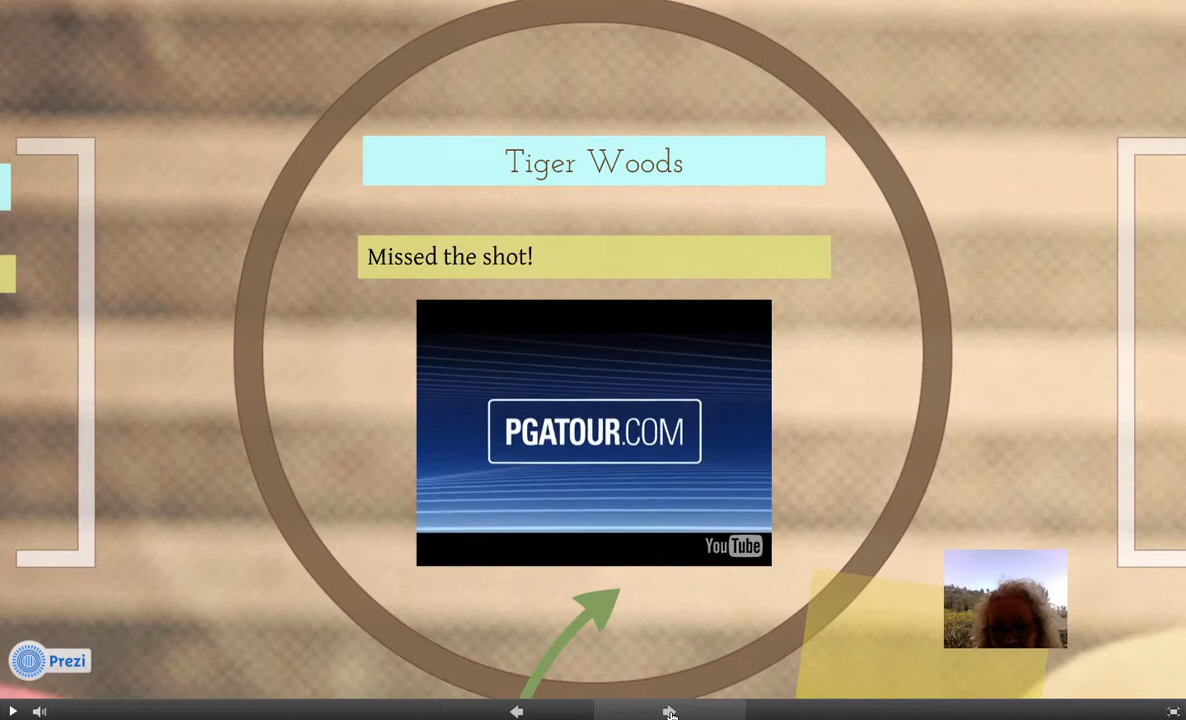 Tiger Woods
Missed the shot!
PGATOUR.COM
YouTube
Prezi